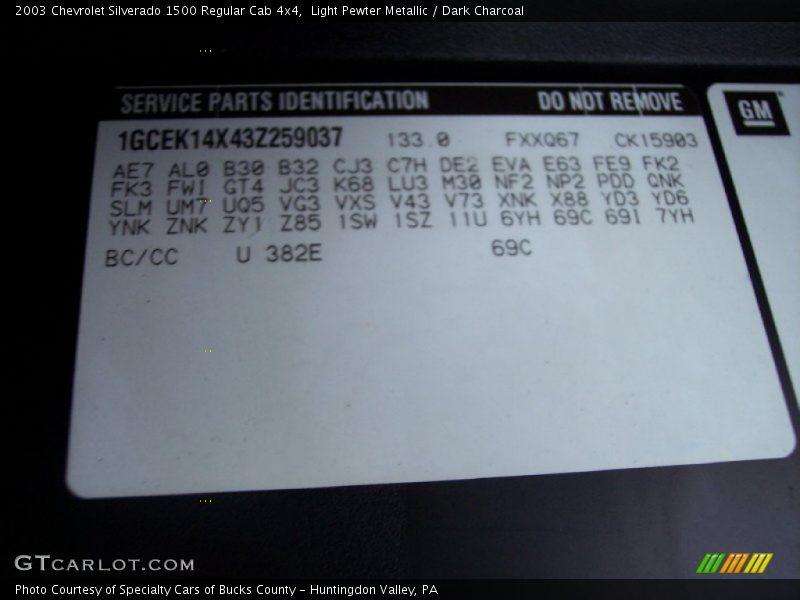 2003 Chevrolet Silverado 1500 Regular Cab 4x4,  Light Pewter Metallic / Dark Charcoal
SERVICE PARTS IDENTIFICATION DO NOT REMOVE
GM
1GCEK14X43Z259037 133.0 FXXQ67 CK15903
AE7 AL0 B30 B32 CJ3 C7H DE2 EVA E63 FE9 FK2
FK3 FW1 GT4 JC3 K68 LU3 M30 NF2 NP2 PDD QNK
SLM UM7 UQ5 VG3 VXS V43 V73 XNK X88 YD3 YD6
YNK ZNK ZY1 Z85 1SW 1SZ 11U 6YH 69C 69I 7YH
BC/CC U 382E 69C
GTCARLOT.COM
Photo Courtesy of Specialty Cars of Bucks County – Huntingdon Valley, PA